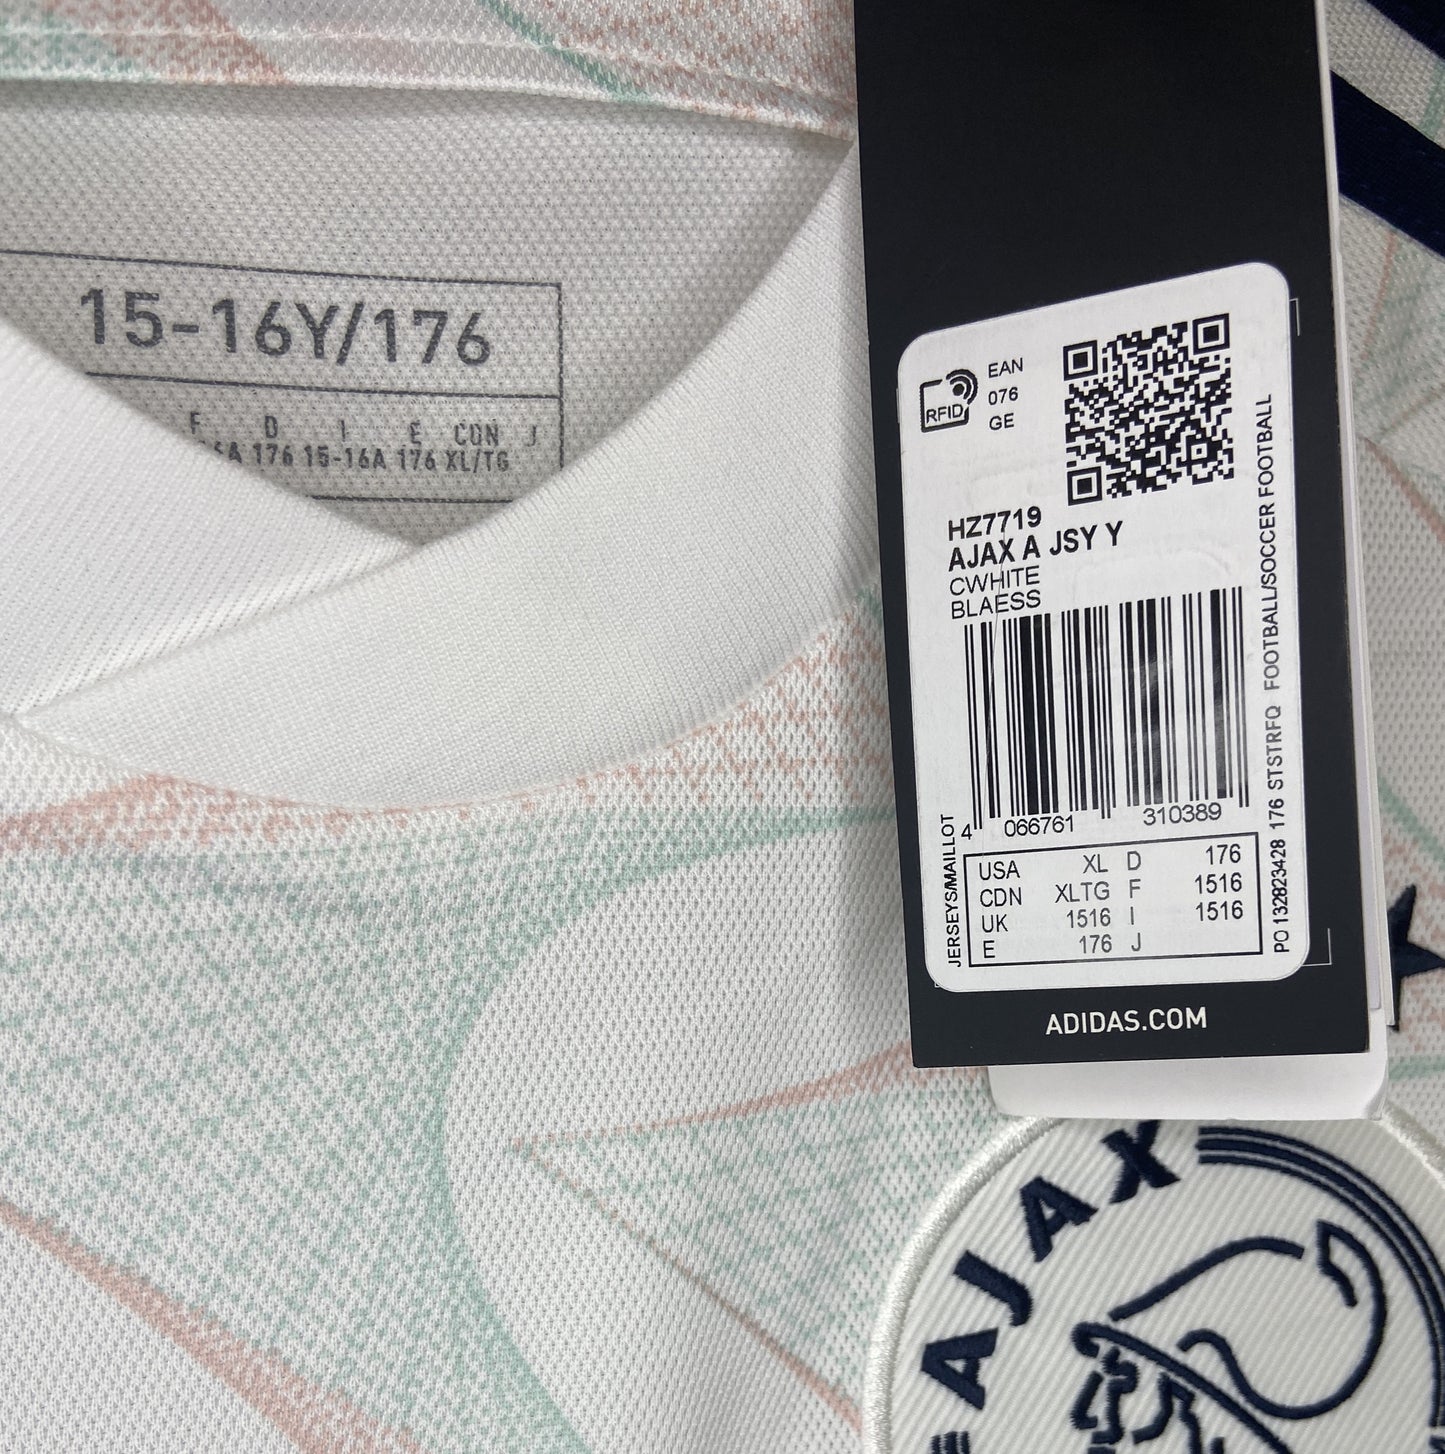 15-16Y/176
F D I E CDN J
6A 176 15-16A 176 XL/TG
RFID
EAN
076
GE
HZ7719
AJAX A JSY Y
CWHITE
BLAESS
4 066761 310389
USA XL D 176
CDN XLTG F 1516
UK 1516 I 1516
E 176 J
JERSEYS/MAILLOT
PO 132823428 176 STSTRFQ FOOTBALL/SOCCER FOOTBALL
ADIDAS.COM
AJAX